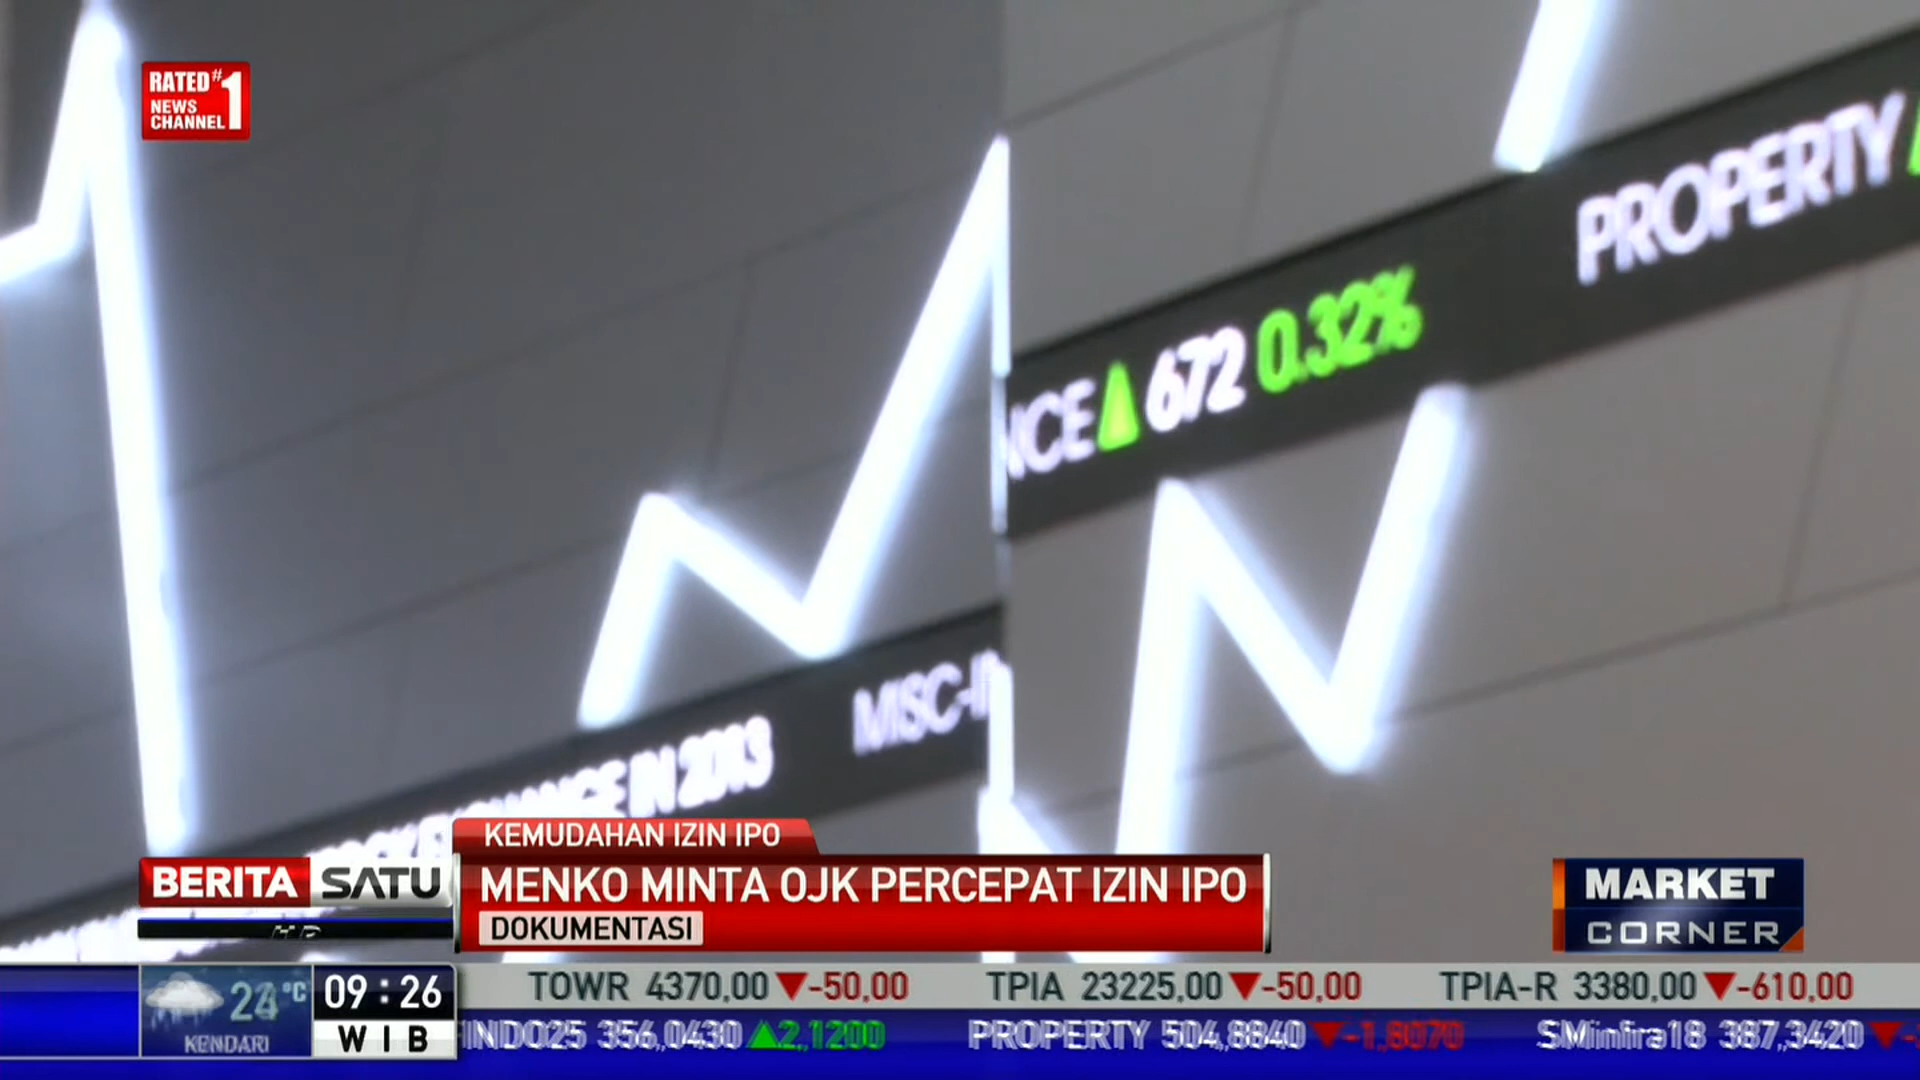 RATED #1
NEWS
CHANNEL
PROPERTY
672 0.32%
IN 2013
KEMUDAHAN IZIN IPO
BERITA SATU
MENKO MINTA OJK PERCEPAT IZIN IPO
DOKUMENTASI
MARKET
CORNER
24°C
KENDARI
09:26
WIB
TOWR 4370,00 ▼-50,00 TPIA 23225,00 ▼-50,00 TPIA-R 3380,00 ▼-610,00
INDO25 356,0430 ▲2,1200 PROPERTY 504,8840 ▼-1,8070 SMinfra18 387,3420 ▼